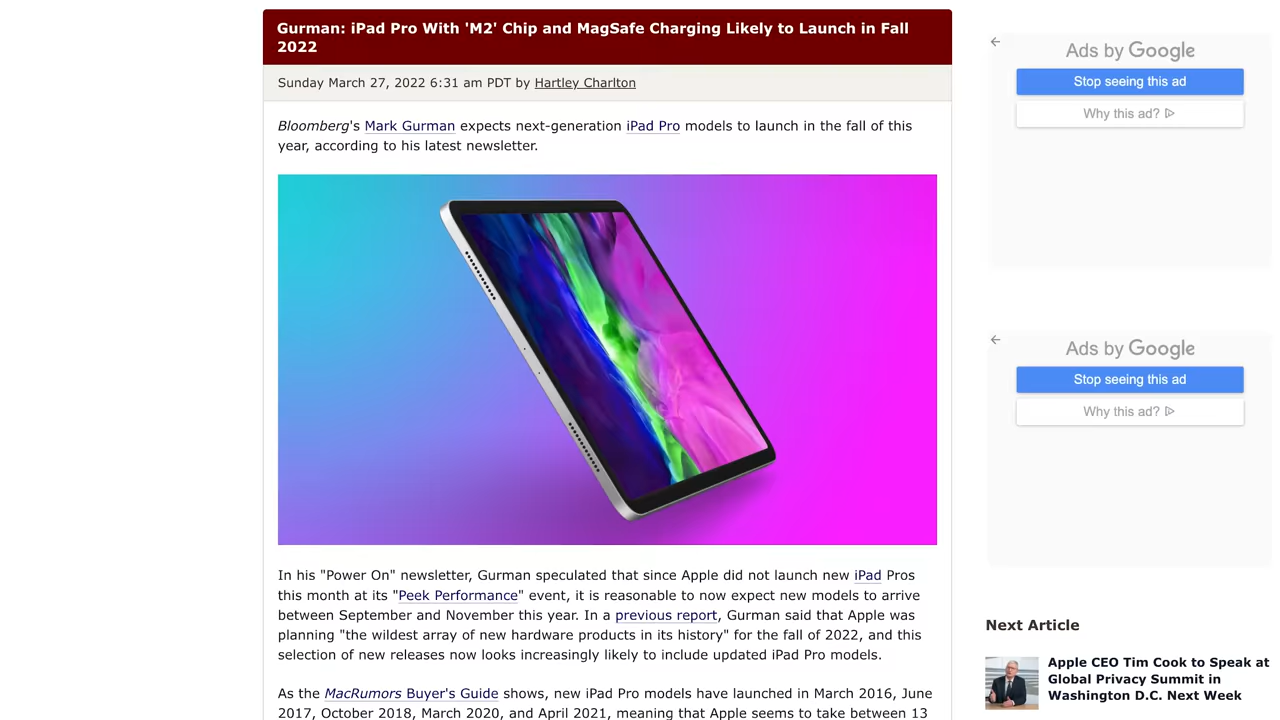 Gurman: iPad Pro With 'M2' Chip and MagSafe Charging Likely to Launch in Fall
2022
Sunday March 27, 2022 6:31 am PDT by Hartley Charlton
Bloomberg's Mark Gurman expects next-generation iPad Pro models to launch in the fall of this
year, according to his latest newsletter.
In his "Power On" newsletter, Gurman speculated that since Apple did not launch new iPad Pros
this month at its "Peek Performance" event, it is reasonable to now expect new models to arrive
between September and November this year. In a previous report, Gurman said that Apple was
planning "the wildest array of new hardware products in its history" for the fall of 2022, and this
selection of new releases now looks increasingly likely to include updated iPad Pro models.
As the MacRumors Buyer's Guide shows, new iPad Pro models have launched in March 2016, June
2017, October 2018, March 2020, and April 2021, meaning that Apple seems to take between 13
Ads by Google
Stop seeing this ad
Why this ad?
Ads by Google
Stop seeing this ad
Why this ad?
Next Article
Apple CEO Tim Cook to Speak at
Global Privacy Summit in
Washington D.C. Next Week